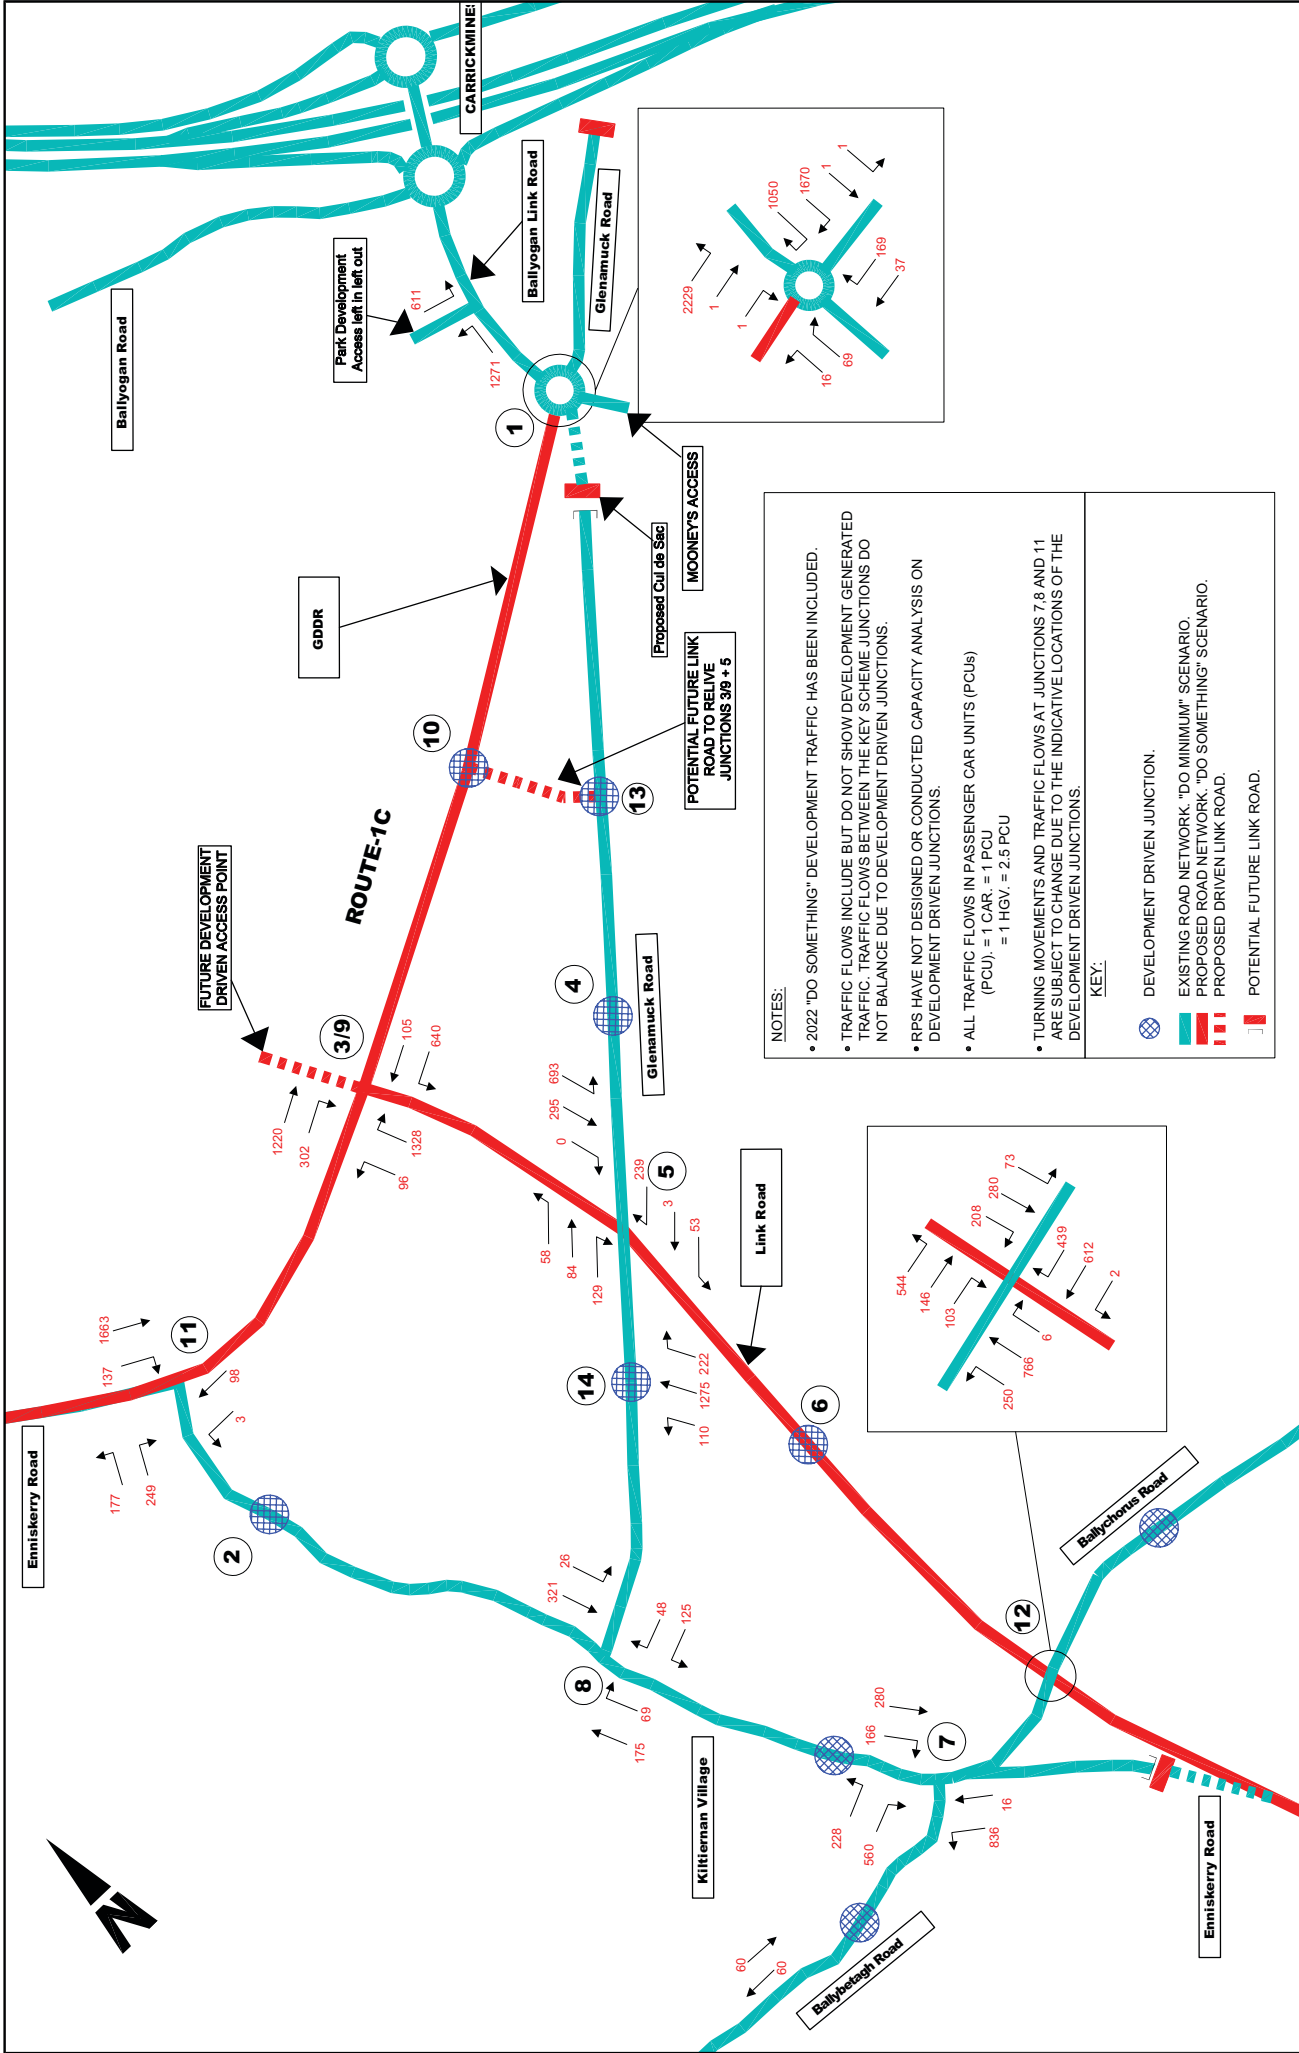 Ballyogan Road
CARRICKMINES
Park Development
Access left in left out
Ballyogan Link Road
Glenamuck Road
611
1271
1
MOONEY'S ACCESS
Proposed Cul de Sac
2229
1
1
1050
1670
1
1
16
69
169
37
GDDR
10
ROUTE-1C
13
POTENTIAL FUTURE LINK
ROAD TO RELIVE
JUNCTIONS 3/9 + 5
FUTURE DEVELOPMENT
DRIVEN ACCESS POINT
3/9
1220
302
105
640
96
1328
4
Glenamuck Road
0
295
693
5
58
84
129
239
3
53
Link Road
Enniskerry Road
11
137
1663
177
249
3
98
2
14
110
1275
222
6
321
26
8
48
125
175
69
Kiltiernan Village
166
280
7
228
560
836
16
60
60
Ballybetagh Road
Enniskerry Road
12
Ballychorus Road
544
146
103
208
280
73
250
766
6
439
612
2
NOTES:
• 2022 "DO SOMETHING" DEVELOPMENT TRAFFIC HAS BEEN INCLUDED.
• TRAFFIC FLOWS INCLUDE BUT DO NOT SHOW DEVELOPMENT GENERATED
TRAFFIC. TRAFFIC FLOWS BETWEEN THE KEY SCHEME JUNCTIONS DO
NOT BALANCE DUE TO DEVELOPMENT DRIVEN JUNCTIONS.
• RPS HAVE NOT DESIGNED OR CONDUCTED CAPACITY ANALYSIS ON
DEVELOPMENT DRIVEN JUNCTIONS.
• ALL TRAFFIC FLOWS IN PASSENGER CAR UNITS (PCUs)
(PCU). = 1 CAR. = 1 PCU
= 1 HGV. = 2.5 PCU
• TURNING MOVEMENTS AND TRAFFIC FLOWS AT JUNCTIONS 7,8 AND 11
ARE SUBJECT TO CHANGE DUE TO THE INDICATIVE LOCATIONS OF THE
DEVELOPMENT DRIVEN JUNCTIONS.
KEY:
DEVELOPMENT DRIVEN JUNCTION.
EXISTING ROAD NETWORK. "DO MINIMUM" SCENARIO.
PROPOSED ROAD NETWORK. "DO SOMETHING" SCENARIO.
PROPOSED DRIVEN LINK ROAD.
POTENTIAL FUTURE LINK ROAD.
N